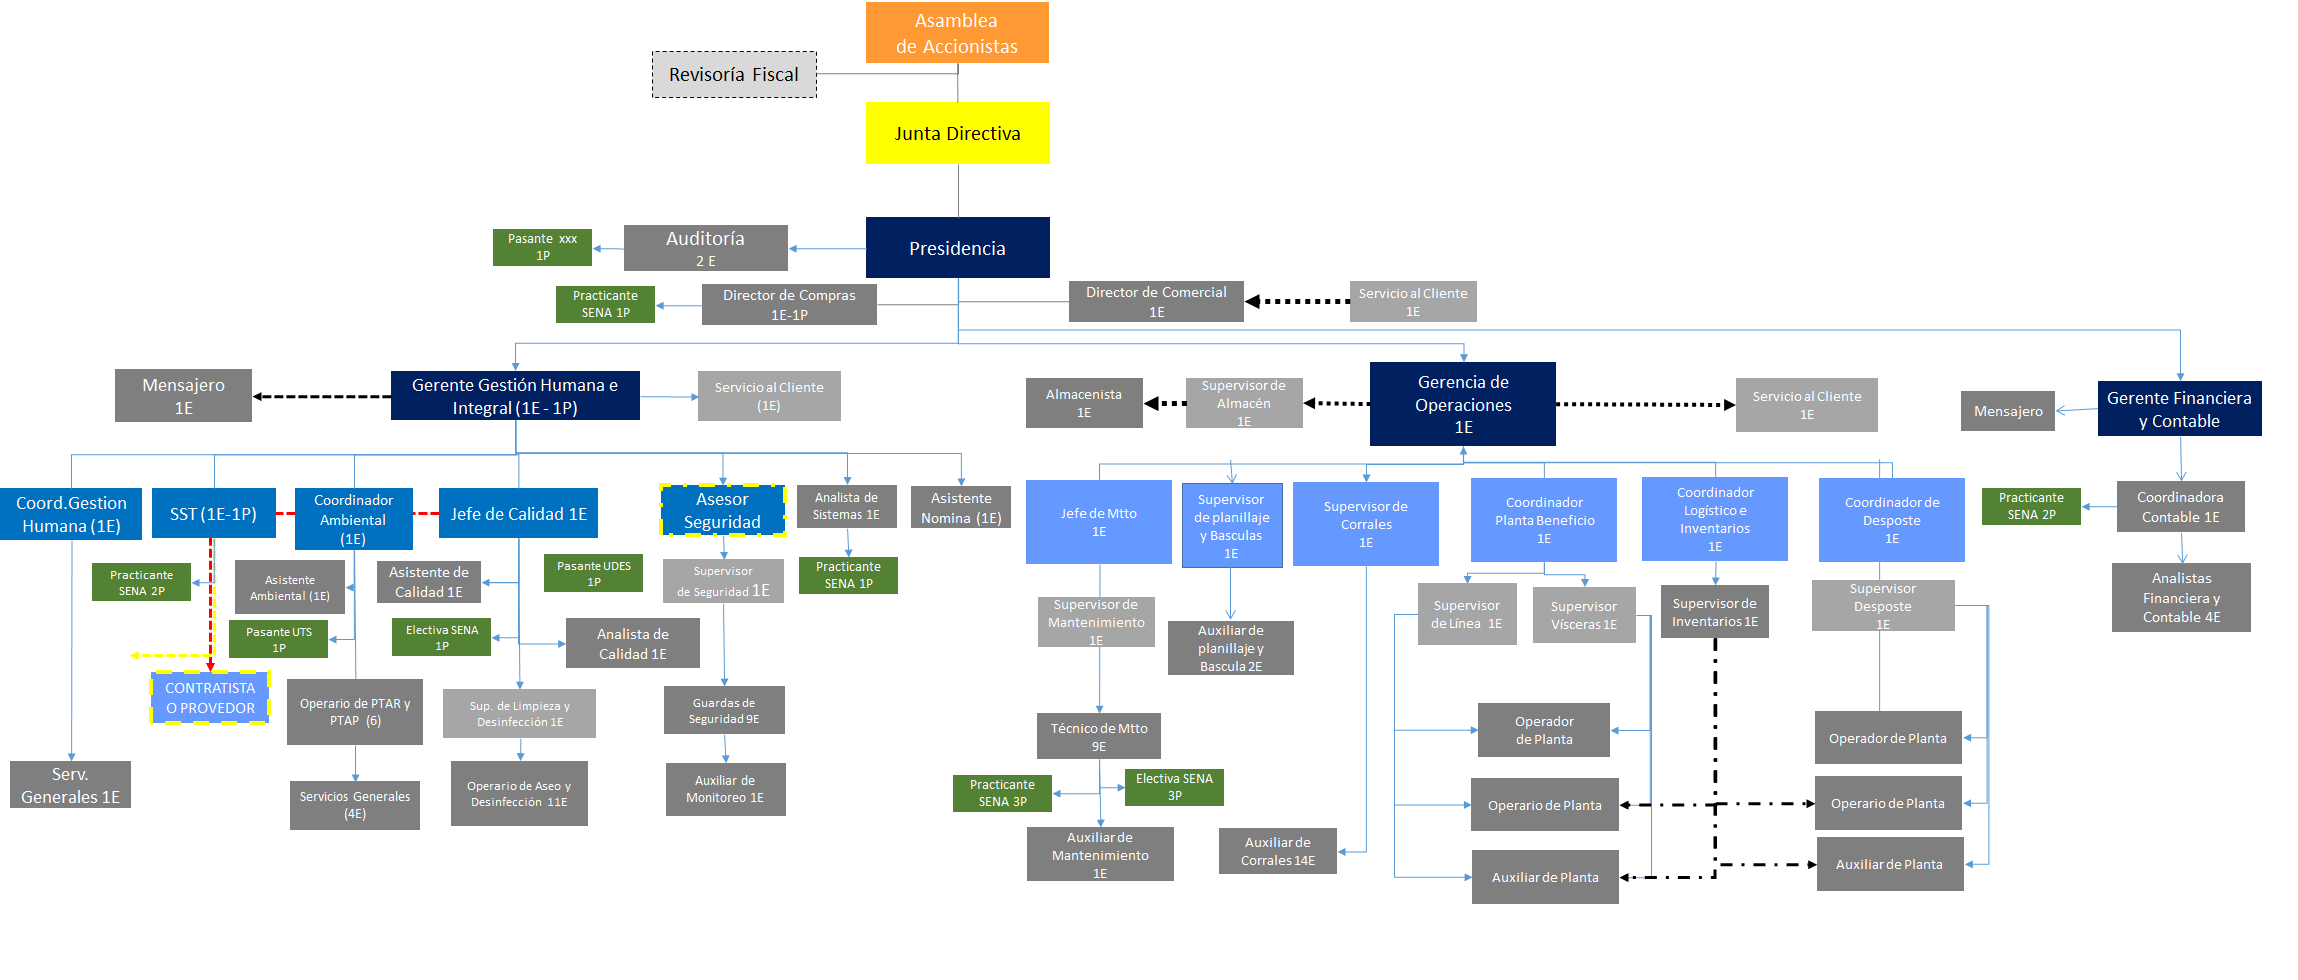 Asamblea
de Accionistas
Revisoría Fiscal
Junta Directiva
Pasante xxx
1P
Auditoría
2 E
Presidencia
Practicante
SENA 1P
Director de Compras
1E-1P
Director de Comercial
1E
Servicio al Cliente
1E
Mensajero
1E
Gerente Gestión Humana e
Integral (1E - 1P)
Servicio al Cliente
(1E)
Almacenista
1E
Supervisor de
Almacén
1E
Gerencia de
Operaciones
1E
Servicio al Cliente
1E
Mensajero
Gerente Financiera
y Contable
Coord.Gestion
Humana (1E)
SST (1E-1P)
Coordinador
Ambiental
(1E)
Jefe de Calidad 1E
Asesor
Seguridad
Analista de
Sistemas 1E
Asistente
Nomina (1E)
Jefe de Mtto
1E
Supervisor
de planillaje
y Basculas
1E
Supervisor de
Corrales
1E
Coordinador
Planta Beneficio
1E
Coordinador
Logístico e
Inventarios
1E
Coordinador de
Desposte
1E
Practicante
SENA 2P
Coordinadora
Contable 1E
Practicante
SENA 2P
Asistente
Ambiental (1E)
Asistente de
Calidad 1E
Pasante UDES
1P
Supervisor
de Seguridad 1E
Practicante
SENA 1P
Supervisor de
Mantenimiento
1E
Auxiliar de
planillaje y
Bascula 2E
Supervisor
de Línea 1E
Supervisor
Vísceras 1E
Supervisor de
Inventarios 1E
Supervisor
Desposte
1E
Analistas
Financiera y
Contable 4E
Pasante UTS
1P
Electiva SENA
1P
Analista de
Calidad 1E
CONTRATISTA
O PROVEDOR
Operario de PTAR y
PTAP (6)
Sup. de Limpieza y
Desinfección 1E
Guardas de
Seguridad 9E
Técnico de Mtto
9E
Operador
de Planta
Operador de Planta
Serv.
Generales 1E
Servicios Generales
(4E)
Operario de Aseo y
Desinfección 11E
Auxiliar de
Monitoreo 1E
Practicante
SENA 3P
Electiva SENA
3P
Operario de Planta
Operario de Planta
Auxiliar de
Mantenimiento
1E
Auxiliar de
Corrales 14E
Auxiliar de Planta
Auxiliar de Planta